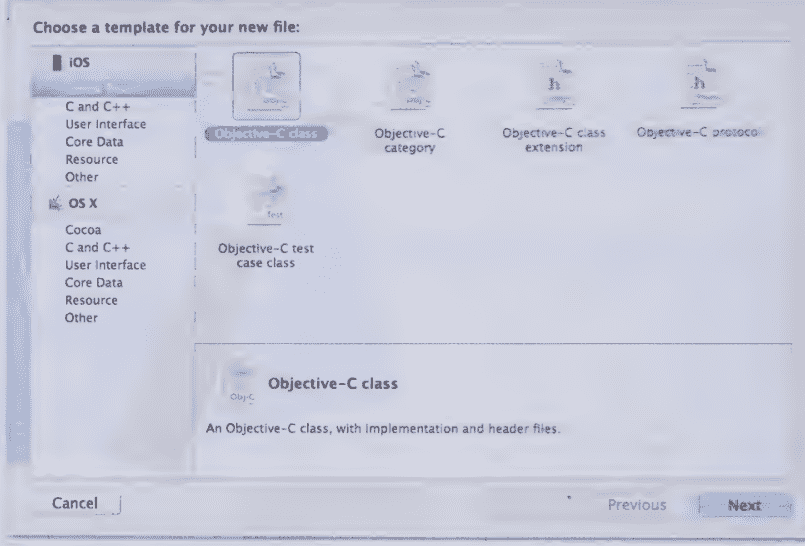 Choose a template for your new file:
iOS
C and C++
User Interface
Core Data
Resource
Other
OS X
Cocoa
C and C++
User Interface
Core Data
Resource
Other
Objective-C class
Objective-C
category
Objective-C class
extension
Objective-C protocol
h
h
Objective-C test
case class
Test
Obj-C
Objective-C class
An Objective-C class, with implementation and header files.
Cancel
Previous
Next